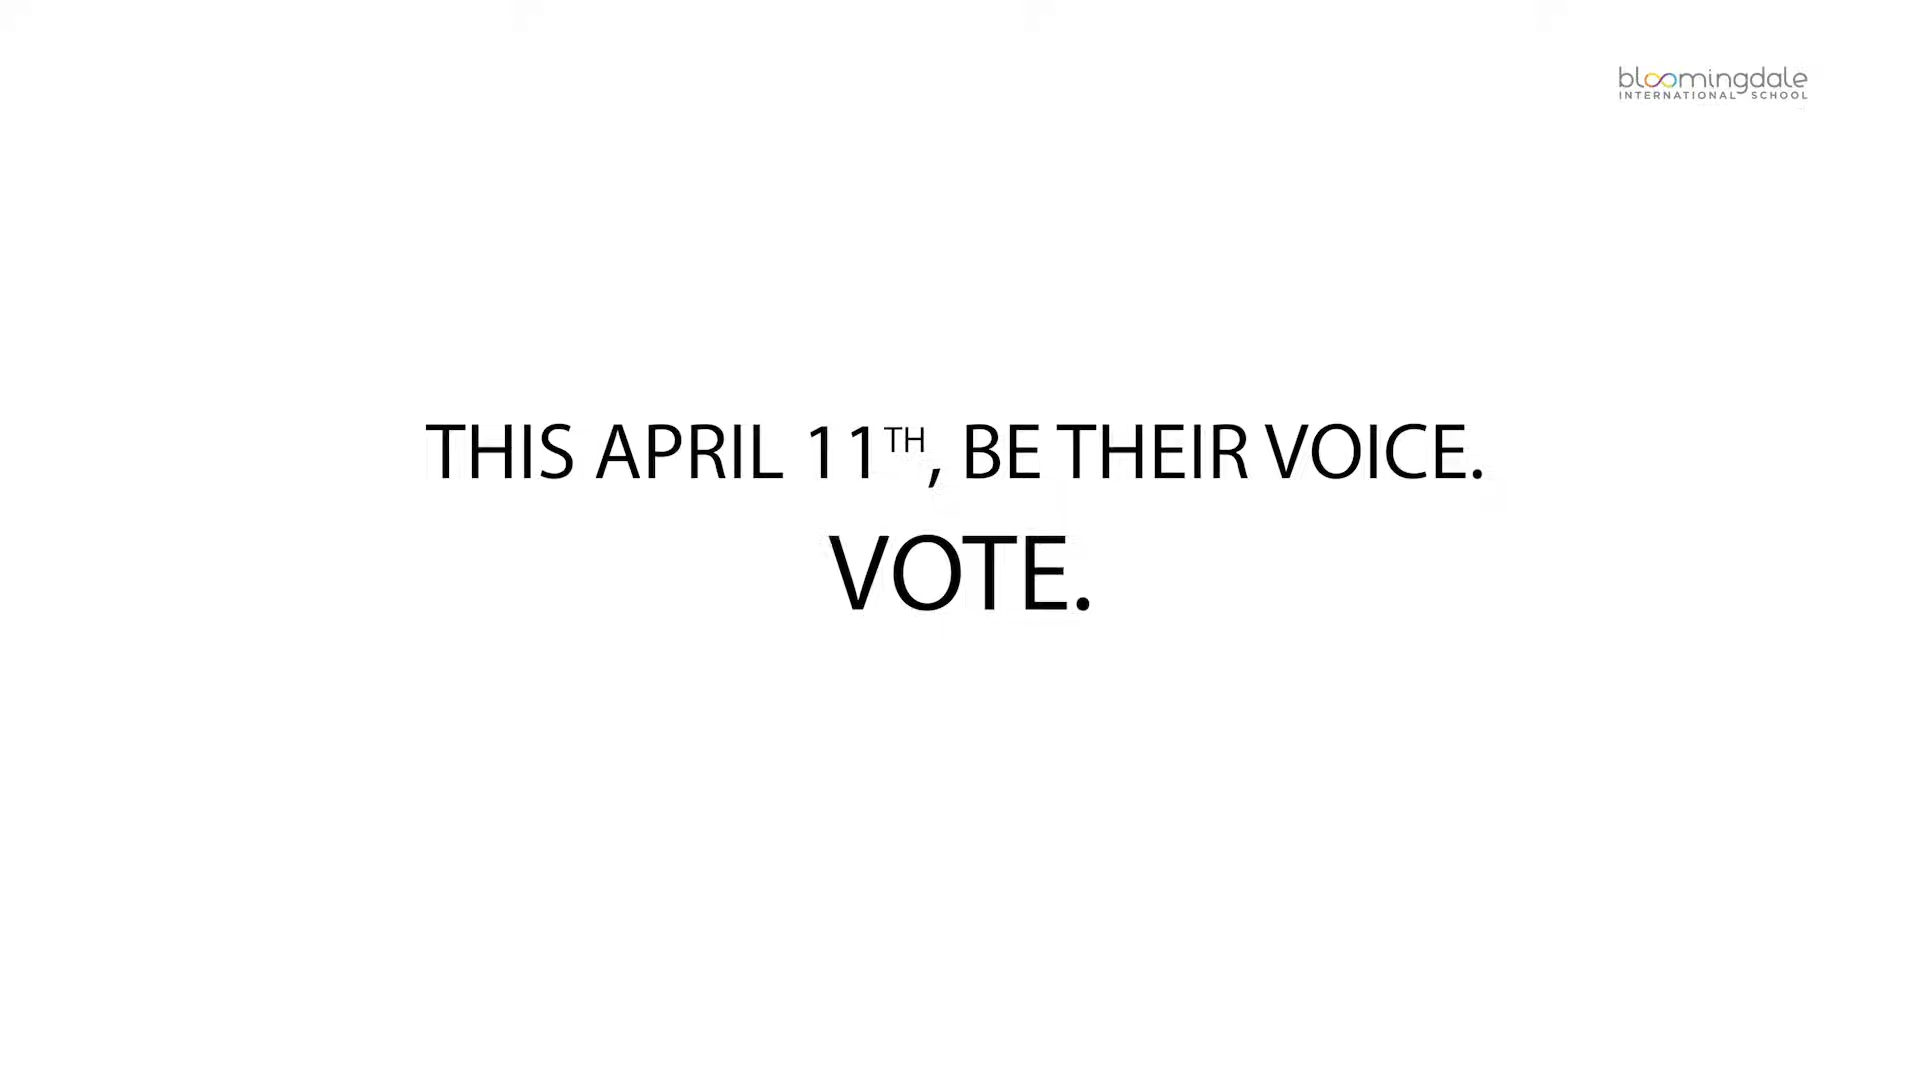 bloomingdale
INTERNATIONAL SCHOOL
THIS APRIL 11TH, BE THEIR VOICE.
VOTE.